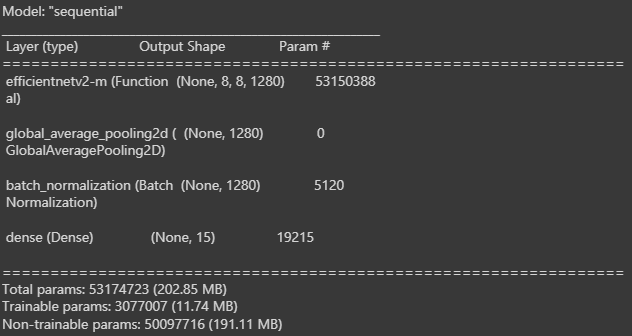 Model: "sequential"
_________________________________________________________________
Layer (type) Output Shape Param #
=================================================================
efficientnetv2-m (Function (None, 8, 8, 1280) 53150388
al)
global_average_pooling2d ( (None, 1280) 0
GlobalAveragePooling2D)
batch_normalization (Batch (None, 1280) 5120
Normalization)
dense (Dense) (None, 15) 19215
=================================================================
Total params: 53174723 (202.85 MB)
Trainable params: 3077007 (11.74 MB)
Non-trainable params: 50097716 (191.11 MB)